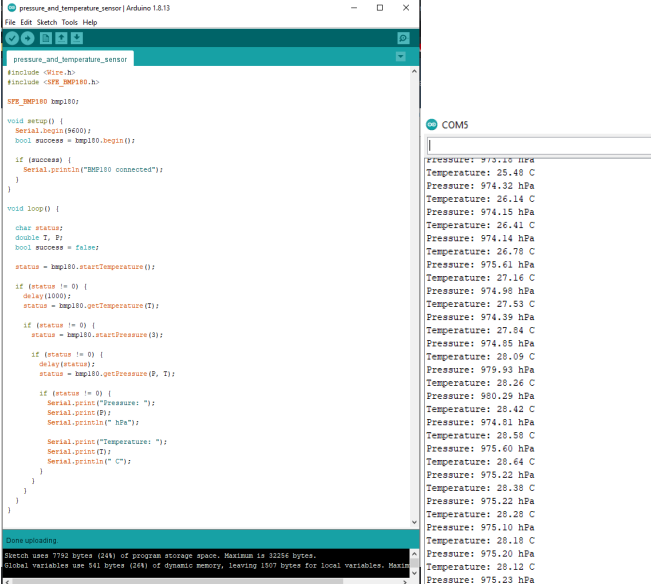 pressure_and_temperature_sensor | Arduino 1.8.13
File Edit Sketch Tools Help
pressure_and_temperature_sensor
#include <Wire.h>
#include <SFE_BMP180.h>
SFE_BMP180 bmp180;
void setup() {
Serial.begin(9600);
bool success = bmp180.begin();
if (success) {
Serial.println("BMP180 connected");
}
}
void loop() {
char status;
double T, P;
bool success = false;
status = bmp180.startTemperature();
if (status != 0) {
delay(1000);
status = bmp180.getTemperature(T);
if (status != 0) {
status = bmp180.startPressure(3);
if (status != 0) {
delay(status);
status = bmp180.getPressure(P, T);
if (status != 0) {
Serial.print("Pressure: ");
Serial.print(P);
Serial.println(" hPa");
Serial.print("Temperature: ");
Serial.print(T);
Serial.println(" C");
}
}
}
}
}
Done uploading.
Sketch uses 7792 bytes (24%) of program storage space. Maximum is 32256 bytes.
Global variables use 541 bytes (26%) of dynamic memory, leaving 1507 bytes for local variables. Maxim
COM5
Pressure: 973.18 hPa
Temperature: 25.48 C
Pressure: 974.32 hPa
Temperature: 26.14 C
Pressure: 974.15 hPa
Temperature: 26.41 C
Pressure: 974.14 hPa
Temperature: 26.78 C
Pressure: 975.61 hPa
Temperature: 27.16 C
Pressure: 974.98 hPa
Temperature: 27.53 C
Pressure: 974.39 hPa
Temperature: 27.84 C
Pressure: 974.85 hPa
Temperature: 28.09 C
Pressure: 979.93 hPa
Temperature: 28.26 C
Pressure: 980.29 hPa
Temperature: 28.42 C
Pressure: 974.81 hPa
Temperature: 28.58 C
Pressure: 975.60 hPa
Temperature: 28.64 C
Pressure: 975.22 hPa
Temperature: 28.38 C
Pressure: 975.22 hPa
Temperature: 28.28 C
Pressure: 975.10 hPa
Temperature: 28.18 C
Pressure: 975.20 hPa
Temperature: 28.12 C
Pressure: 975.23 hPa